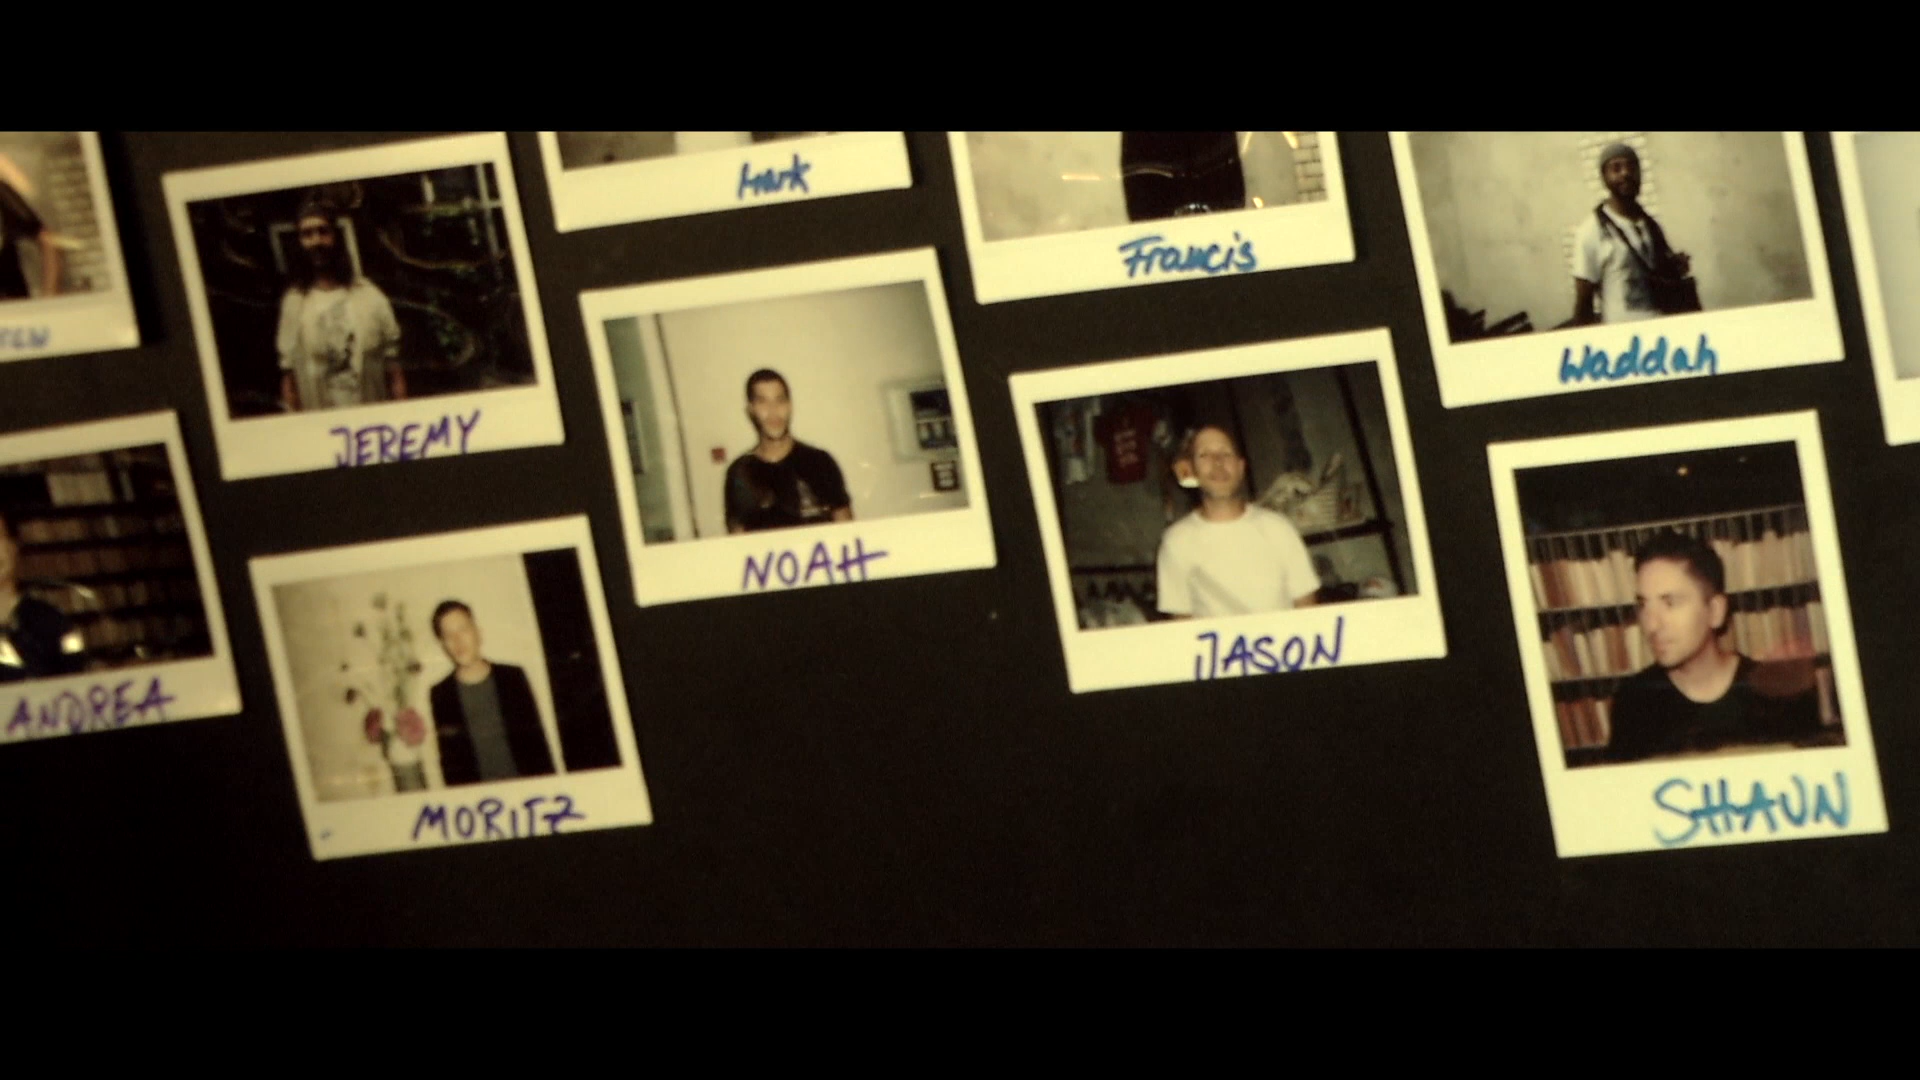 Mark
Francis
Waddah
JEREMY
NOAH
JASON
ANDREA
MORITZ
SHAUN